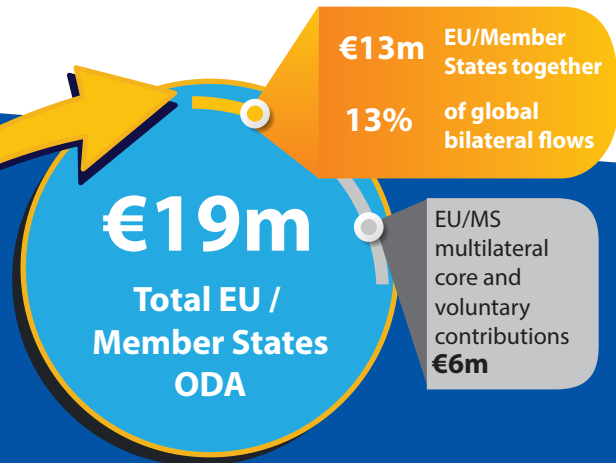 €13m
EU/Member
States together
13%
of global
bilateral flows
€19m
Total EU /
Member States
ODA
EU/MS
multilateral
core and
voluntary
contributions
€6m